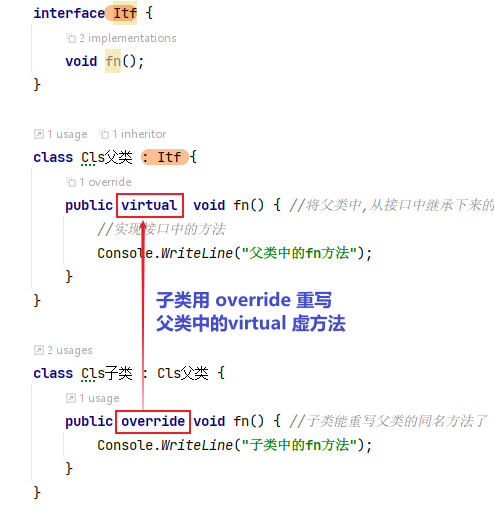 interface Itf {
2 implementations
void fn();
}
1 usage 1 inheritor
class Cls父类 : Itf {
1 override
public virtual void fn() { //将父类中,从接口中继承下来的
//实现接口中的方法
Console.WriteLine("父类中的fn方法");
}
}
子类用 override 重写
父类中的virtual 虚方法
2 usages
class Cls子类 : Cls父类 {
1 usage
public override void fn() { //子类能重写父类的同名方法了
Console.WriteLine("子类中的fn方法");
}
}